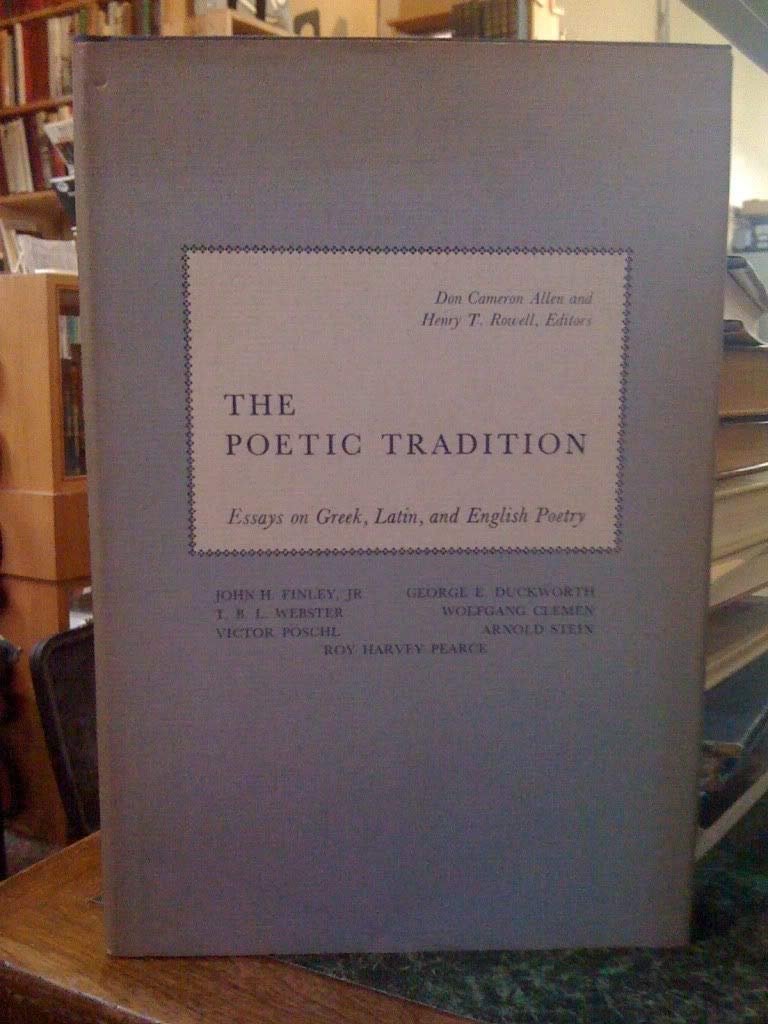 Don Cameron Allen and
Henry T. Rowell, Editors
THE
POETIC TRADITION
Essays on Greek, Latin, and English Poetry
JOHN H. FINLEY, JR GEORGE E. DUCKWORTH
T. B. L. WEBSTER WOLFGANG CLEMEN
VICTOR POSCHL ARNOLD STEIN
ROY HARVEY PEARCE